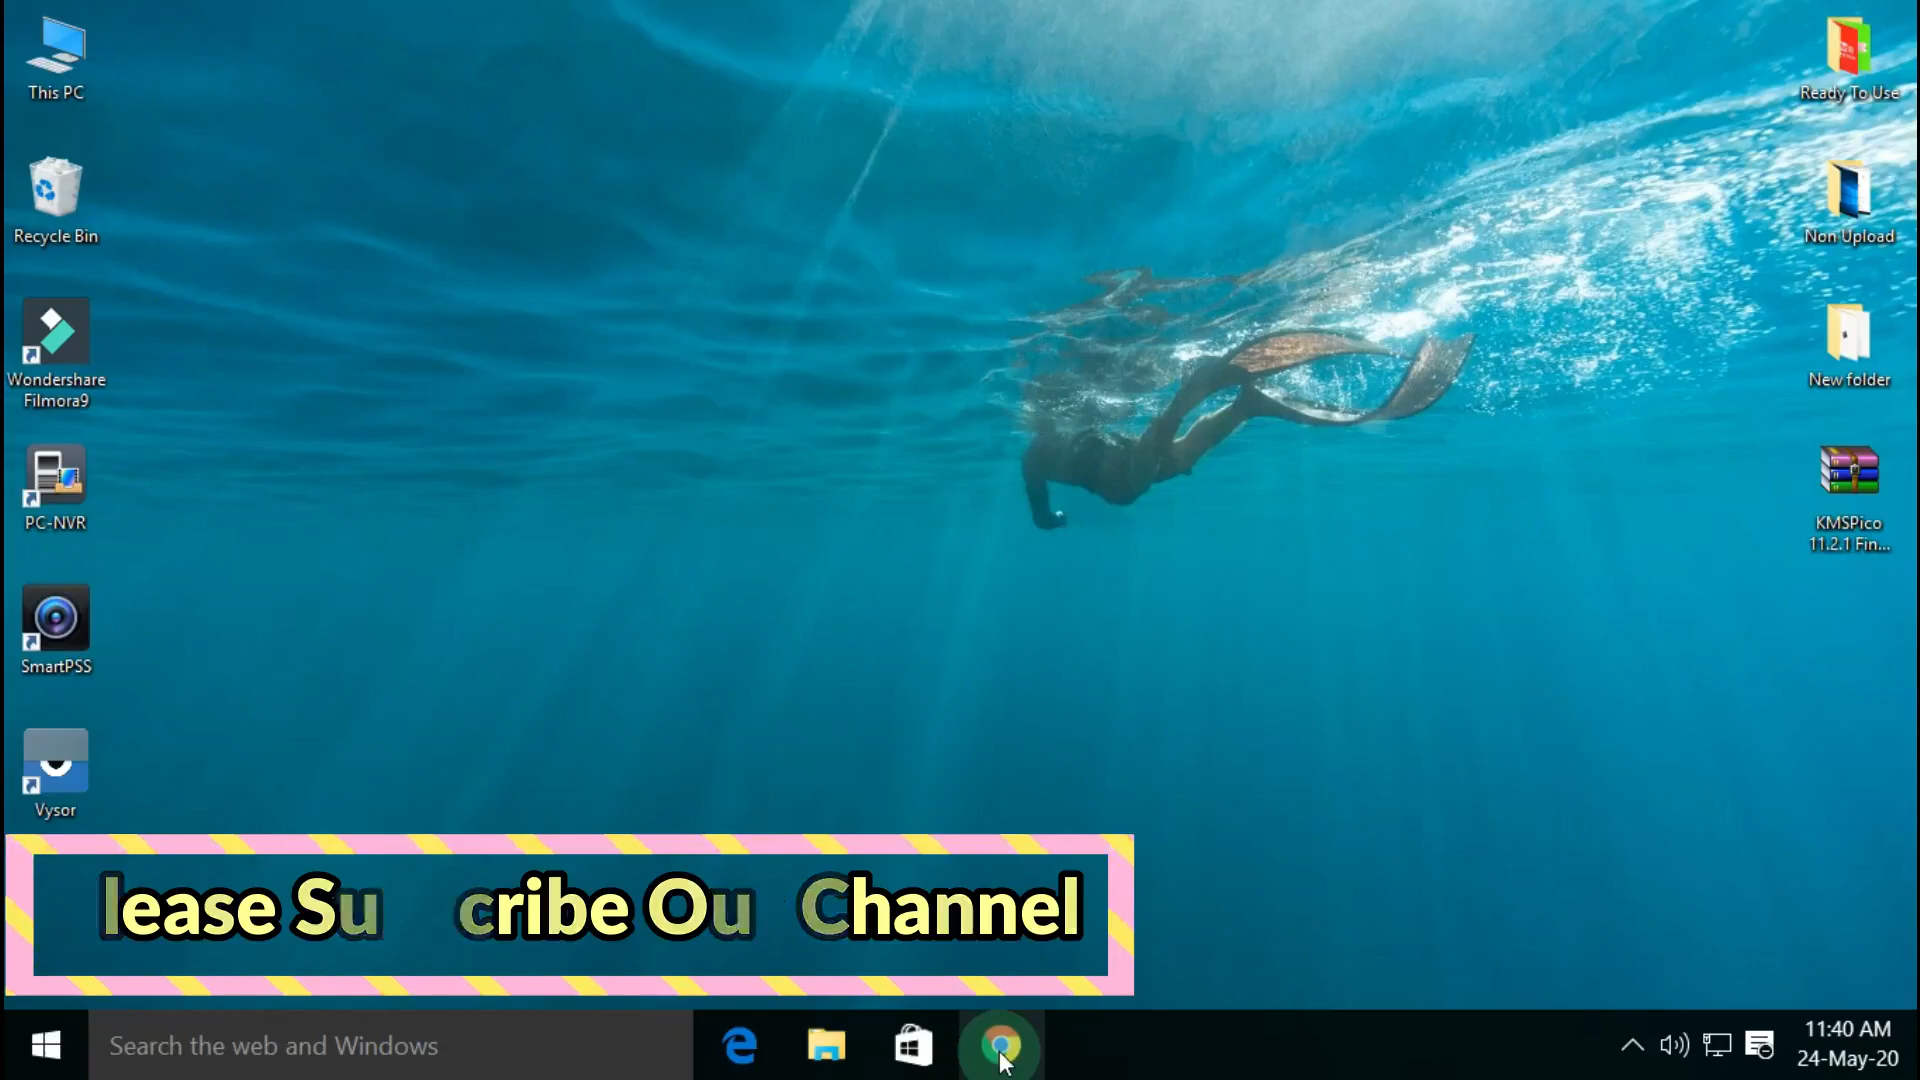 This PC
Recycle Bin
Wondershare
Filmora9
PC-NVR
SmartPSS
Vysor
Ready To Use
Non Upload
New folder
KMSPico
11.2.1 Fin...
lease Su cribe Ou Channel
Search the web and Windows
11:40 AM
24-May-20